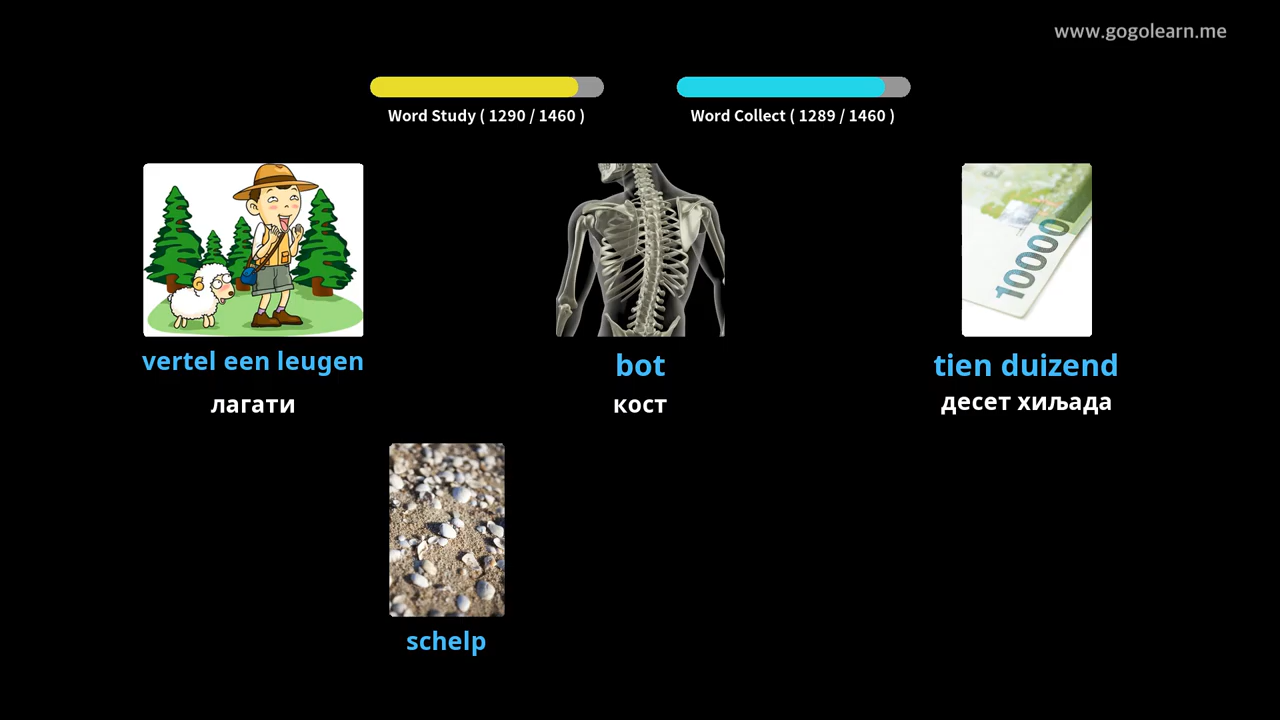 www.gogolearn.me
Word Study ( 1290 / 1460 )
Word Collect ( 1289 / 1460 )
10000
vertel een leugen
bot
tien duizend
лагати
кост
десет хиљада
schelp